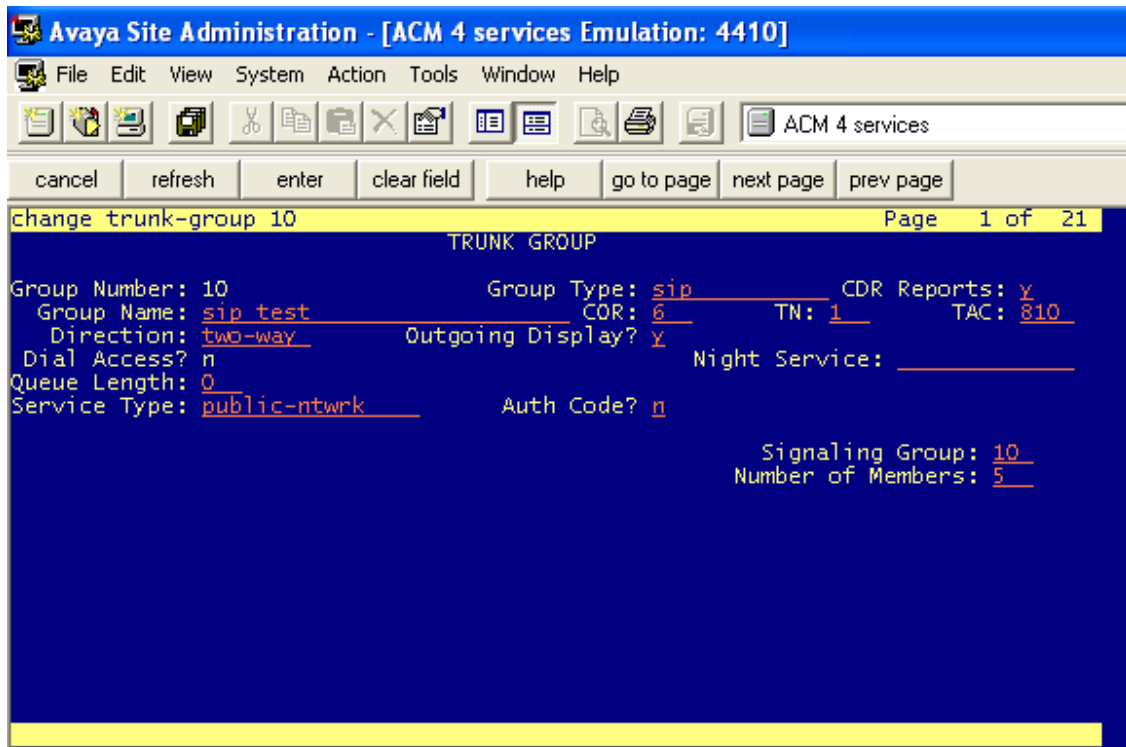 Avaya Site Administration - [ACM 4 services Emulation: 4410]
File Edit View System Action Tools Window Help
ACM 4 services
cancel refresh enter clear field help go to page next page prev page
change trunk-group 10 Page 1 of 21
TRUNK GROUP
Group Number: 10 Group Type: sip CDR Reports: y
Group Name: sip test COR: 6 TN: 1 TAC: 810
Direction: two-way Outgoing Display? y
Dial Access? n Night Service:
Queue Length: 0
Service Type: public-ntwrk Auth Code? n
Signaling Group: 10
Number of Members: 5